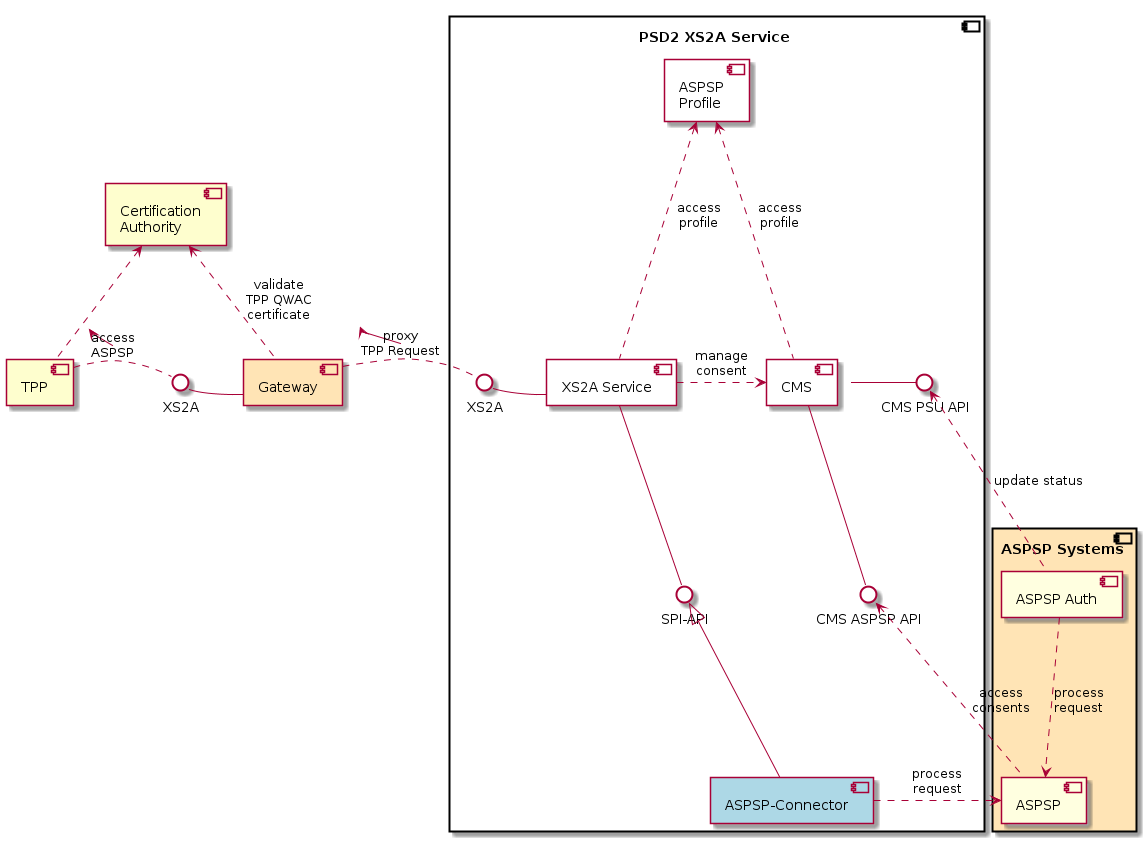 PSD2 XS2A Service
ASPSP
Profile
Certification
Authority
access
profile
access
profile
validate
TPP QWAC
certificate
access
ASPSP
proxy
TPP Request
manage
consent
TPP
XS2A
Gateway
XS2A
XS2A Service
CMS
CMS PSU API
update status
ASPSP Systems
ASPSP Auth
SPI-API
CMS ASPSP API
access
consents
process
request
process
request
ASPSP-Connector
ASPSP